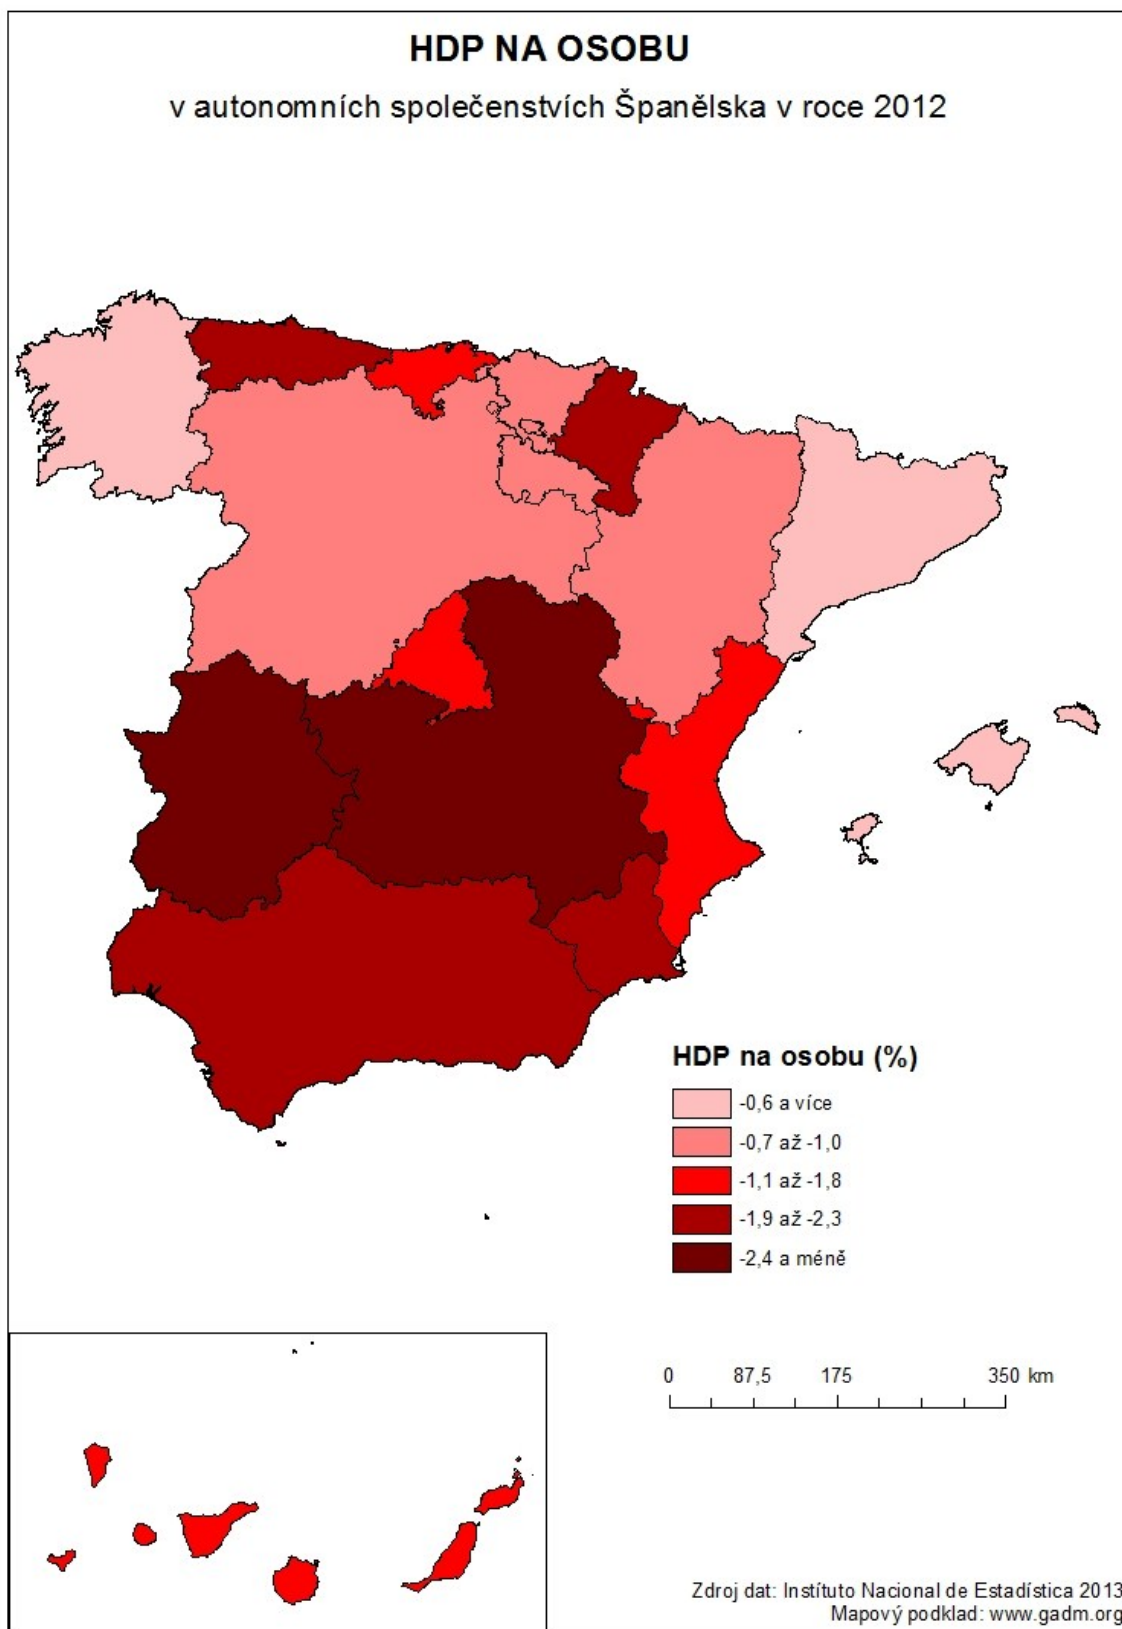 HDP NA OSOBU
v autonomních společenstvích Španělska v roce 2012
HDP na osobu (%)
-0,6 a více
-0,7 až -1,0
-1,1 až -1,8
-1,9 až -2,3
-2,4 a méně
0 87,5 175 350 km
Zdroj dat: Instítuto Nacional de Estadística 2013
Mapový podklad: www.gadm.org